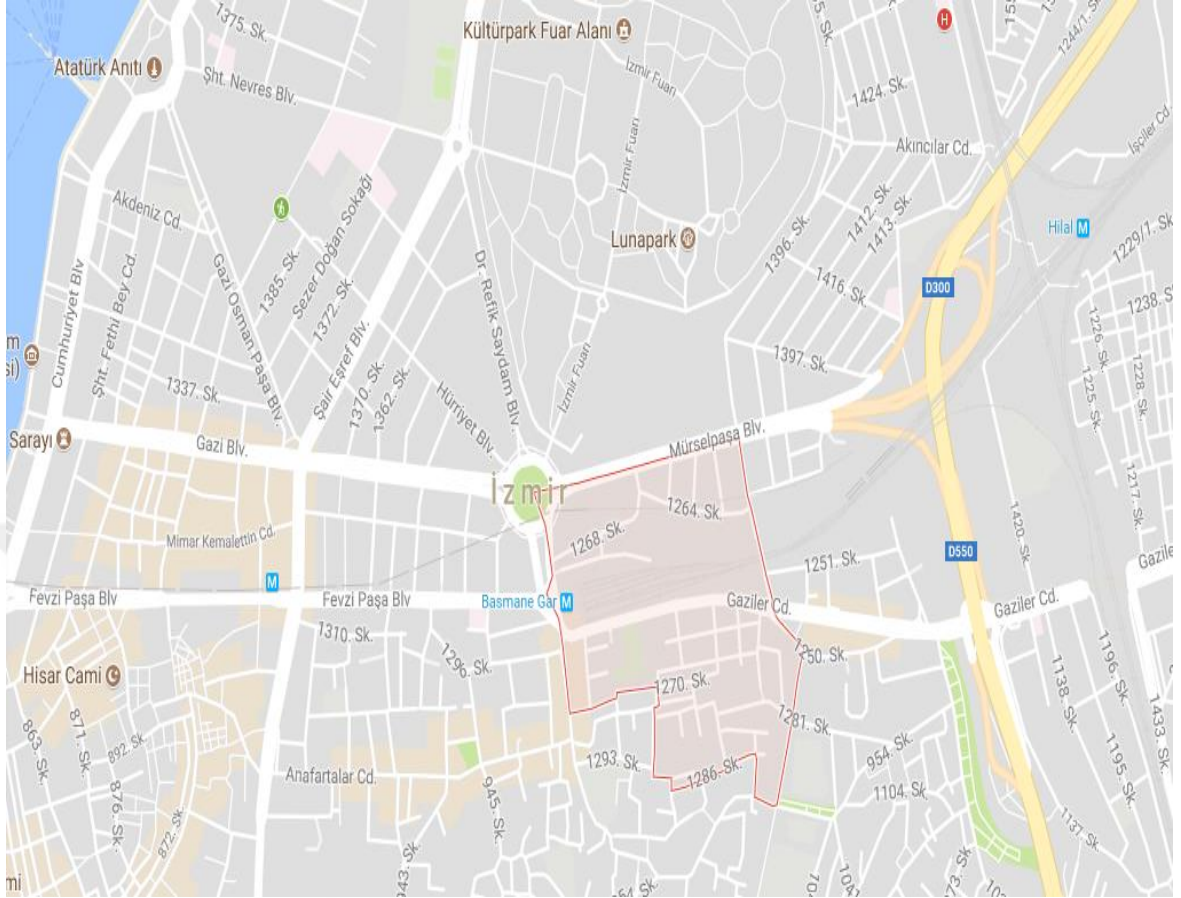 1375. Sk.
Kültürpark Fuar Alanı
H
1244/1. Sk
Atatürk Anıtı
Şht. Nevres Blv.
İzmir Fuarı
1424. Sk.
Akıncılar Cd.
İşçiler Cd.
İzmir Fuarı
Akdeniz Cd.
Hilal M
Lunapark
1396. Sk.
1412. Sk.
1413. Sk.
1229/1. Sk
Cumhuriyet Blv
Şht. Fethi Bey Cd.
Gazi Osman Paşa Blv.
1385. Sk.
Sezer Doğan Sokağı
1372. Sk.
Dr. Refik Saydam Blv.
1416. Sk.
D300
1238. S
1226. Sk.
1225. Sk.
1228. Sk.
m
si)
1337. Sk.
Şair Eşref Blv.
1370. Sk.
1362. Sk.
Hürriyet Blv.
İzmir Fuarı
1397. Sk.
Sarayı
Gazi Blv.
Mürselpaşa Blv.
1217. Sk.
İzmir
1264. Sk.
1268. Sk.
1420. Sk.
Mimar Kemalettin Cd.
D550
M
1251. Sk.
Gazile
Fevzi Paşa Blv
Fevzi Paşa Blv
Basmane Gar M
Gaziler Cd.
Gaziler Cd.
1310. Sk.
1296. Sk.
1250. Sk.
Hisar Cami
1270. Sk.
1138. Sk.
1196. Sk.
863. Sk.
871. Sk.
892. Sk
1281. Sk.
1433. Sk.
954. Sk.
1293. Sk.
1286. Sk.
Anafartalar Cd.
1104. Sk.
1195. Sk.
876. Sk.
872. Sk.
945. Sk.
1137. Sk.
943. Sk.
mi